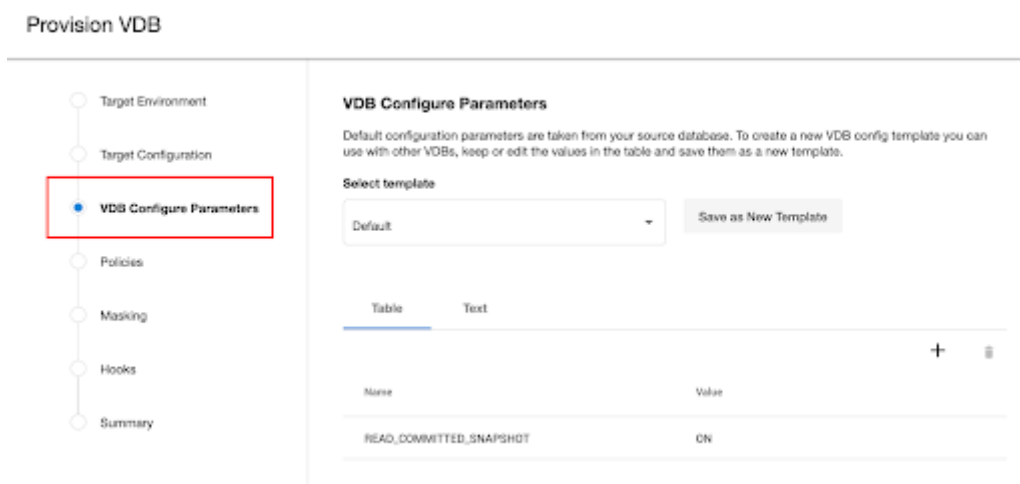 Provision VDB
Target Environment
Target Configuration
VDB Configure Parameters
Policies
Masking
Hooks
Summary
VDB Configure Parameters
Default configuration parameters are taken from your source database. To create a new VDB config template you can
use with other VDBs, keep or edit the values in the table and save them as a new template.
Select template
Default
Save as New Template
Table Text
Name Value
READ_COMMITTED_SNAPSHOT ON